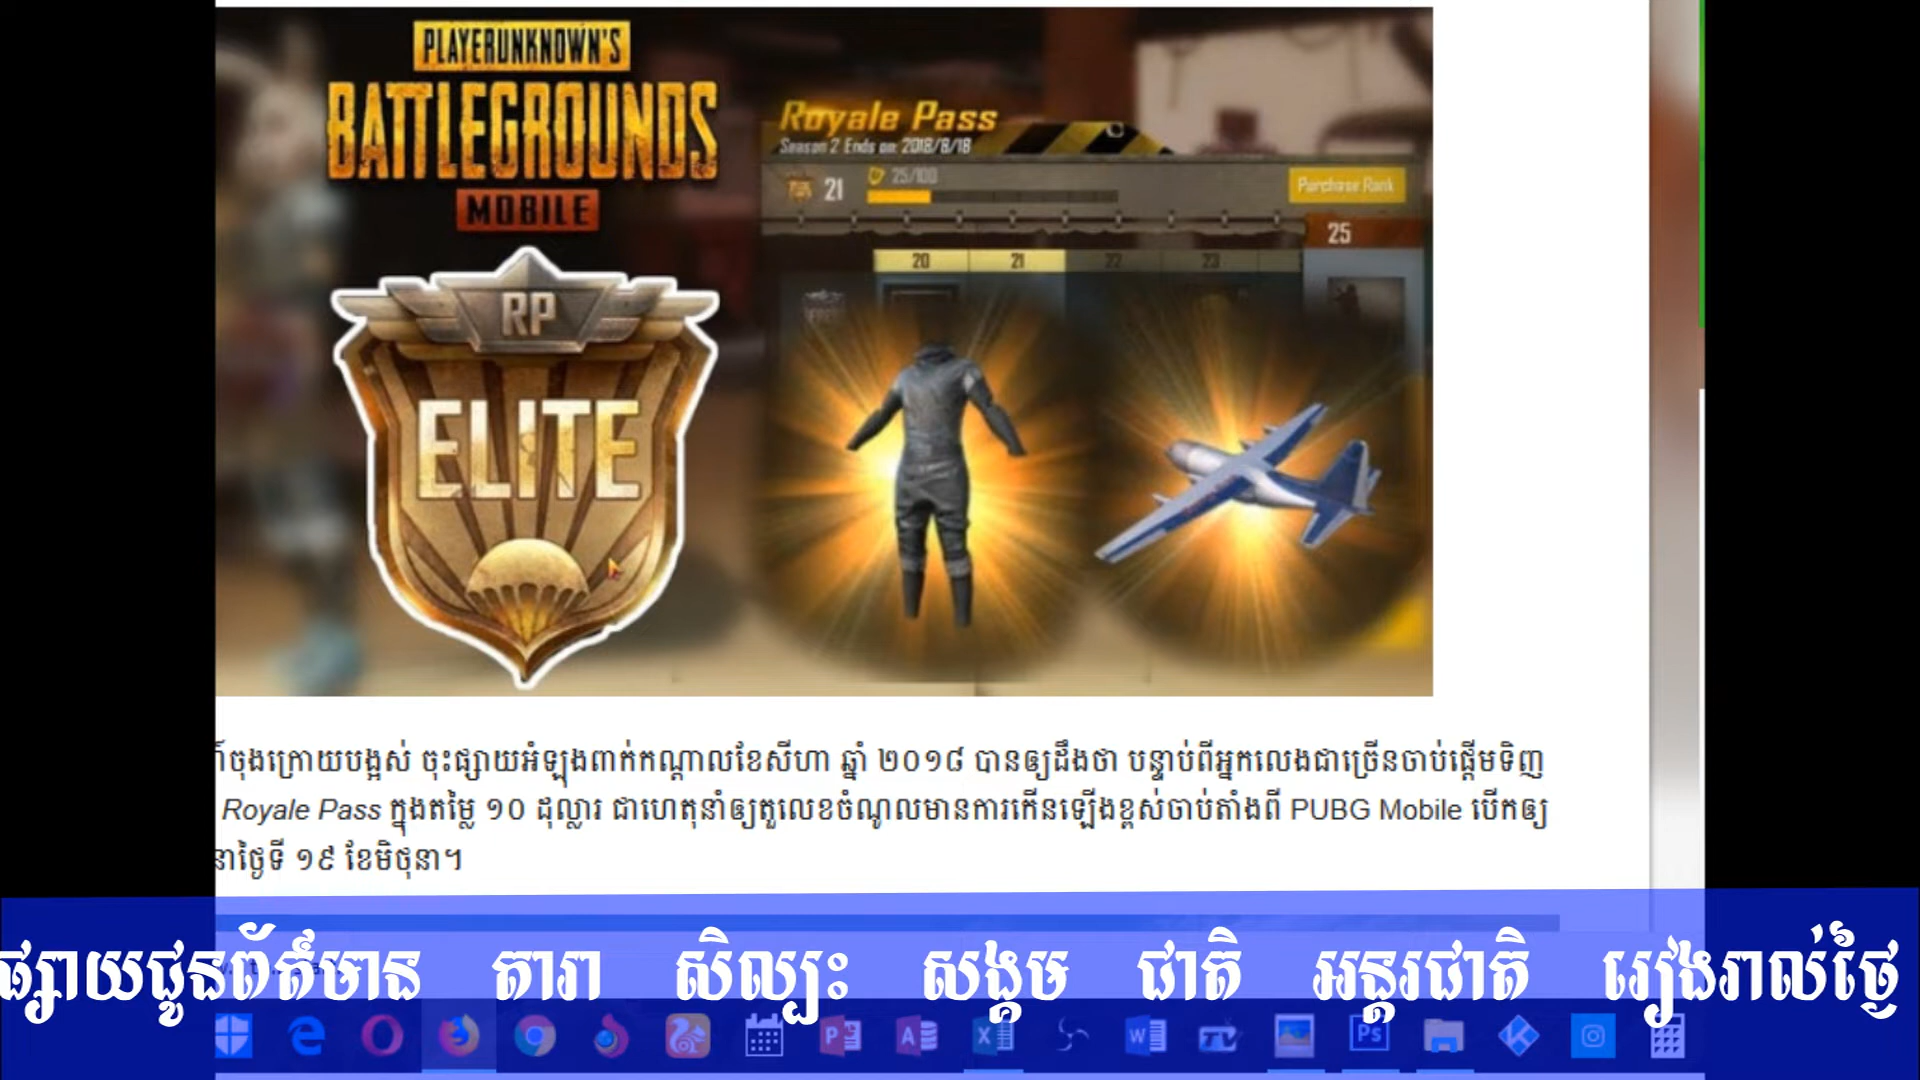 PLAYERUNKNOWN'S
BATTLEGROUNDS
MOBILE
RP
ELITE
Royale Pass
Season 2 Ends on: 2018/8/18
21
25/100
Purchase Rank
25
20 21 22 23
ចុងក្រោយបង្អស់ ចុះផ្សាយអំឡុងពាក់កណ្ដាលខែសីហា ឆ្នាំ ២០១៨ បានឲ្យដឹងថា បន្ទាប់ពីអ្នកលេងជាច្រើនចាប់ផ្ដើមទិញ
Royale Pass ក្នុងតម្លៃ ១០ ដុល្លារ ជាហេតុនាំឲ្យតួលេខចំណូលមានការកើនឡើងខ្ពស់ចាប់តាំងពី PUBG Mobile បើកឲ្យ
នាថ្ងៃទី ១៩ ខែមិថុនា។
ផ្សាយជូនព័ត៌មាន តារា សិល្បះ សង្គម ជាតិ អន្តរជាតិ រៀងរាល់ថ្ងៃ